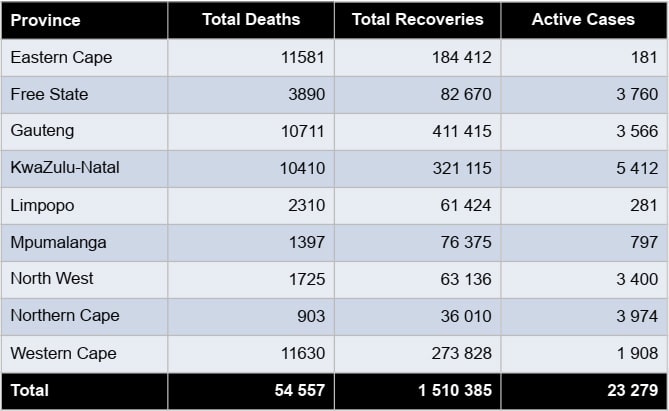 Province Total Deaths Total Recoveries Active Cases
Eastern Cape 11581 184 412 181
Free State 3890 82 670 3 760
Gauteng 10711 411 415 3 566
KwaZulu-Natal 10410 321 115 5 412
Limpopo 2310 61 424 281
Mpumalanga 1397 76 375 797
North West 1725 63 136 3 400
Northern Cape 903 36 010 3 974
Western Cape 11630 273 828 1 908
Total 54 557 1 510 385 23 279